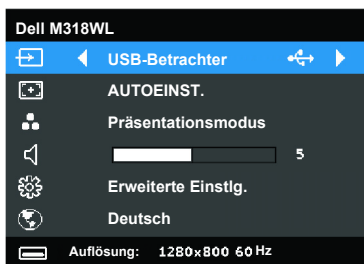 Dell M318WL
USB-Betrachter
AUTOEINST.
Präsentationsmodus
5
Erweiterte Einstlg.
Deutsch
Auflösung: 1280x800 60 Hz